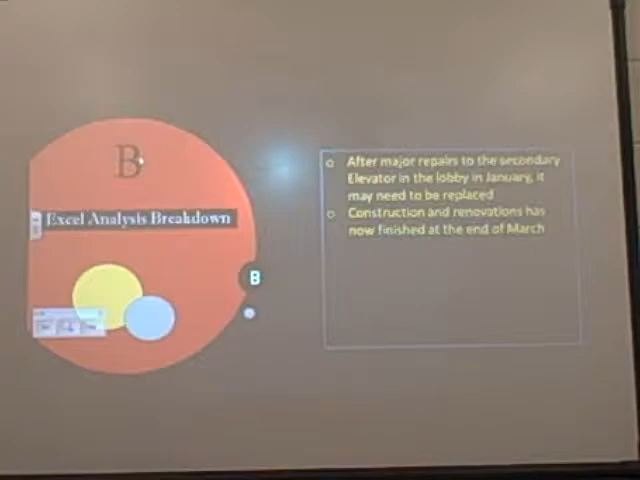 B
Excel Analysis Breakdown
B
After major repairs to the secondary
Elevator in the lobby in January, it
may need to be replaced
Construction and renovations has
now finished at the end of March